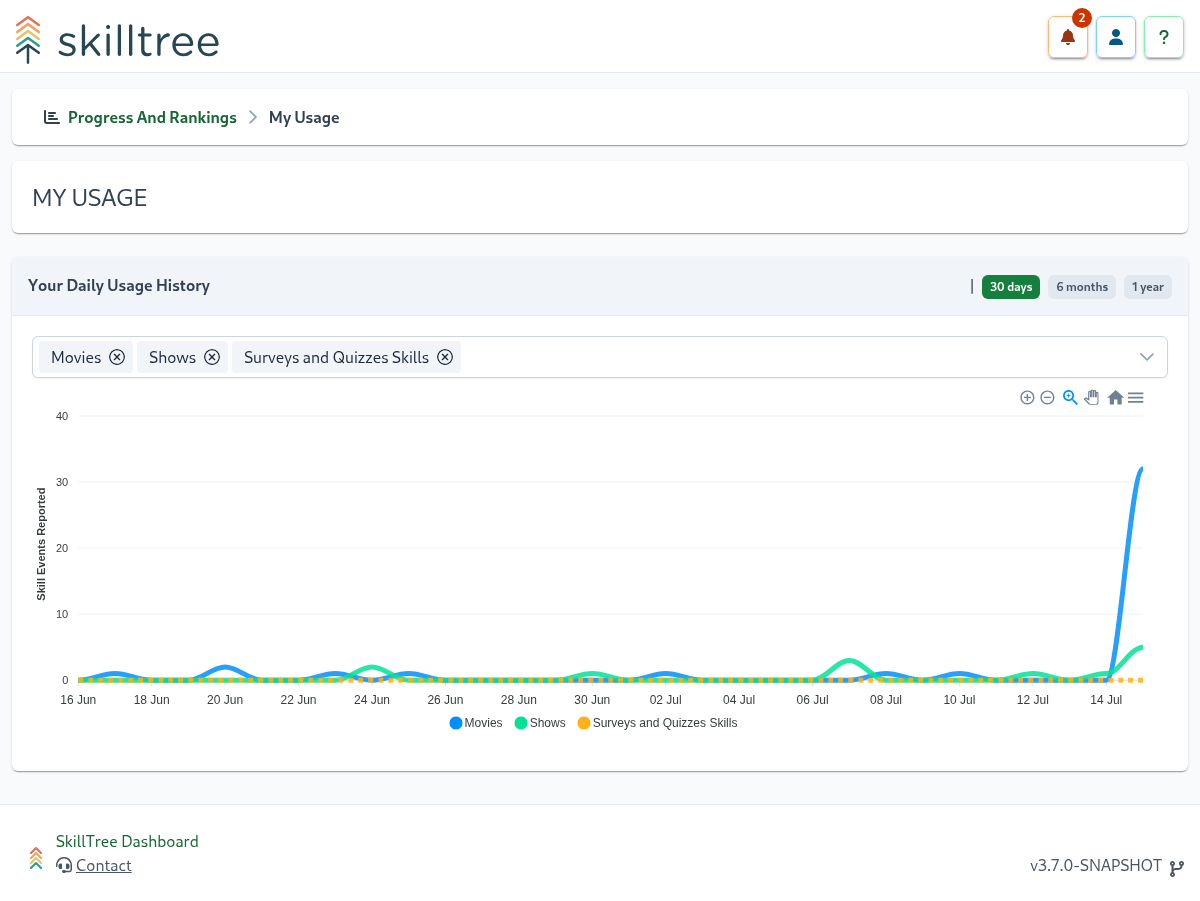 skilltree
2
?
Progress And Rankings My Usage
MY USAGE
Your Daily Usage History | 30 days 6 months 1 year
Movies Shows Surveys and Quizzes Skills
40
30
20
10
0
Skill Events Reported
16 Jun 18 Jun 20 Jun 22 Jun 24 Jun 26 Jun 28 Jun 30 Jun 02 Jul 04 Jul 06 Jul 08 Jul 10 Jul 12 Jul 14 Jul
Movies Shows Surveys and Quizzes Skills
SkillTree Dashboard
Contact
v3.7.0-SNAPSHOT